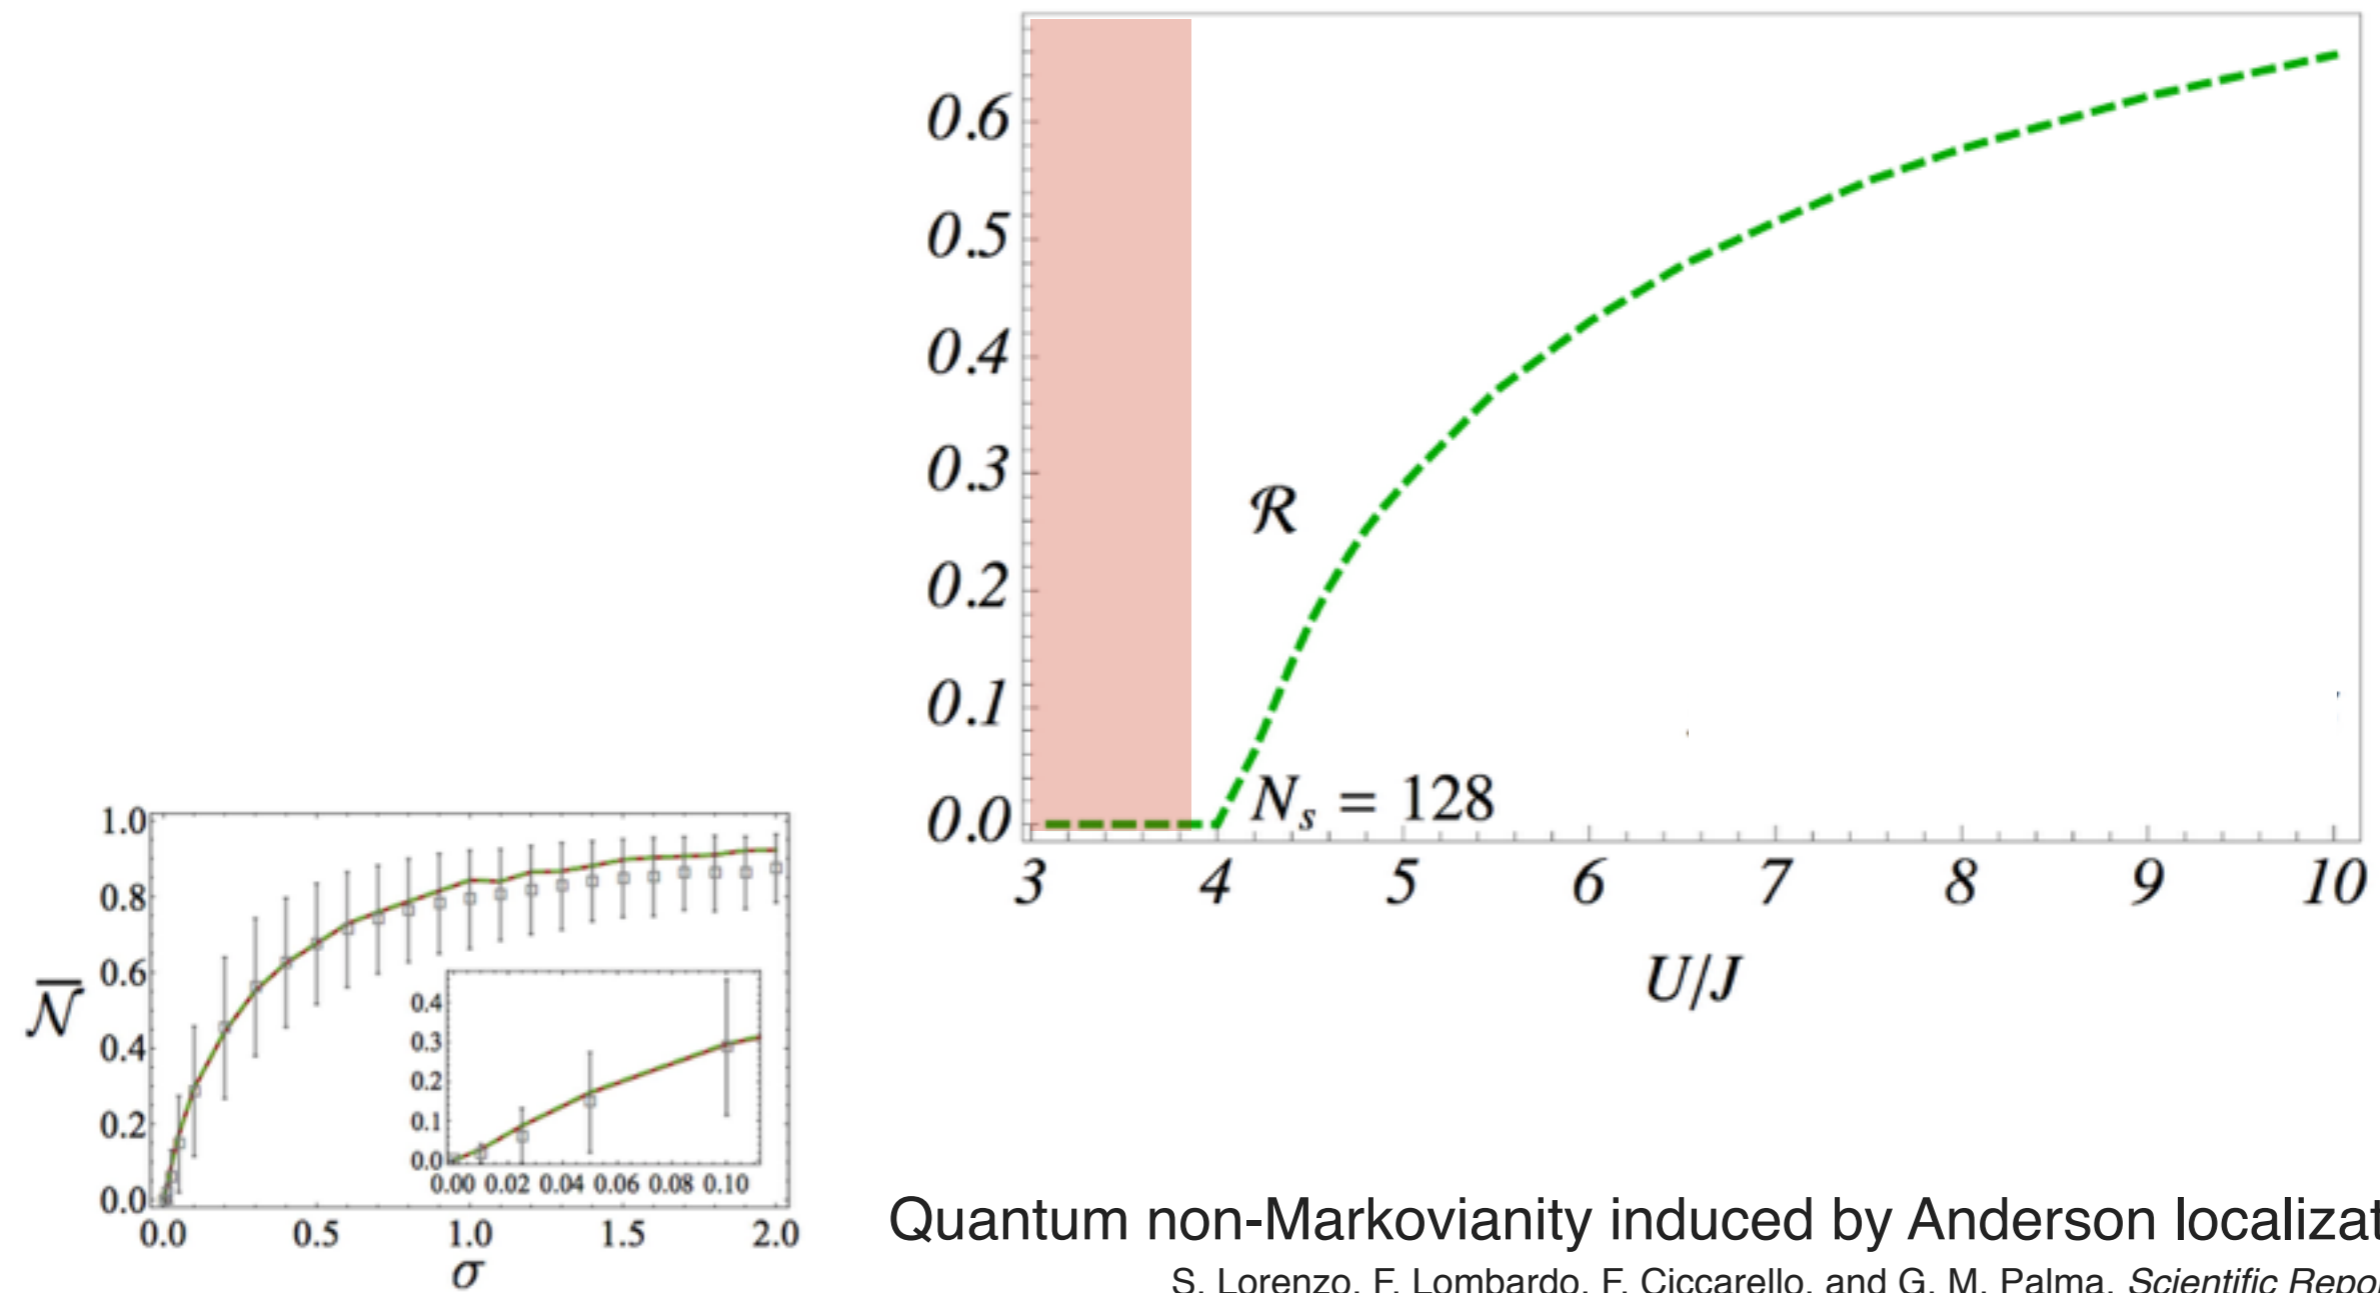 0.6
0.5
0.4
0.3
0.2
0.1
0.0
ℛ
N_s = 128
3 4 5 6 7 8 9 10
U/J
1.0
0.8
0.6
0.4
0.2
0.0
𝒩̅
0.4
0.3
0.2
0.1
0.0
0.00 0.02 0.04 0.06 0.08 0.10
0.0 0.5 1.0 1.5 2.0
σ
Quantum non-Markovianity induced by Anderson localizat
S. Lorenzo, F. Lombardo, F. Ciccarello, and G. M. Palma, Scientific Repo